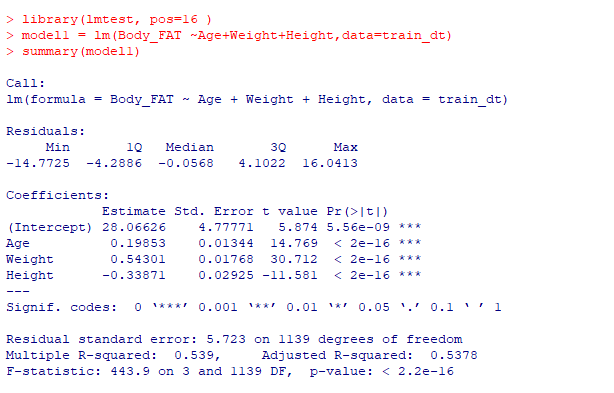 > library(lmtest, pos=16 )
> model1 = lm(Body_FAT ~Age+Weight+Height,data=train_dt)
> summary(model1)
Call:
lm(formula = Body_FAT ~ Age + Weight + Height, data = train_dt)
Residuals:
     Min       1Q   Median       3Q      Max
-14.7725  -4.2886  -0.0568   4.1022  16.0413
Coefficients:
            Estimate Std. Error t value Pr(>|t|)
(Intercept) 28.06626    4.77771   5.874 5.56e-09 ***
Age          0.19853    0.01344  14.769  < 2e-16 ***
Weight       0.54301    0.01768  30.712  < 2e-16 ***
Height      -0.33871    0.02925 -11.581  < 2e-16 ***
---
Signif. codes:  0 ‘***’ 0.001 ‘**’ 0.01 ‘*’ 0.05 ‘.’ 0.1 ‘ ’ 1
Residual standard error: 5.723 on 1139 degrees of freedom
Multiple R-squared:  0.539,     Adjusted R-squared:  0.5378
F-statistic: 443.9 on 3 and 1139 DF,  p-value: < 2.2e-16